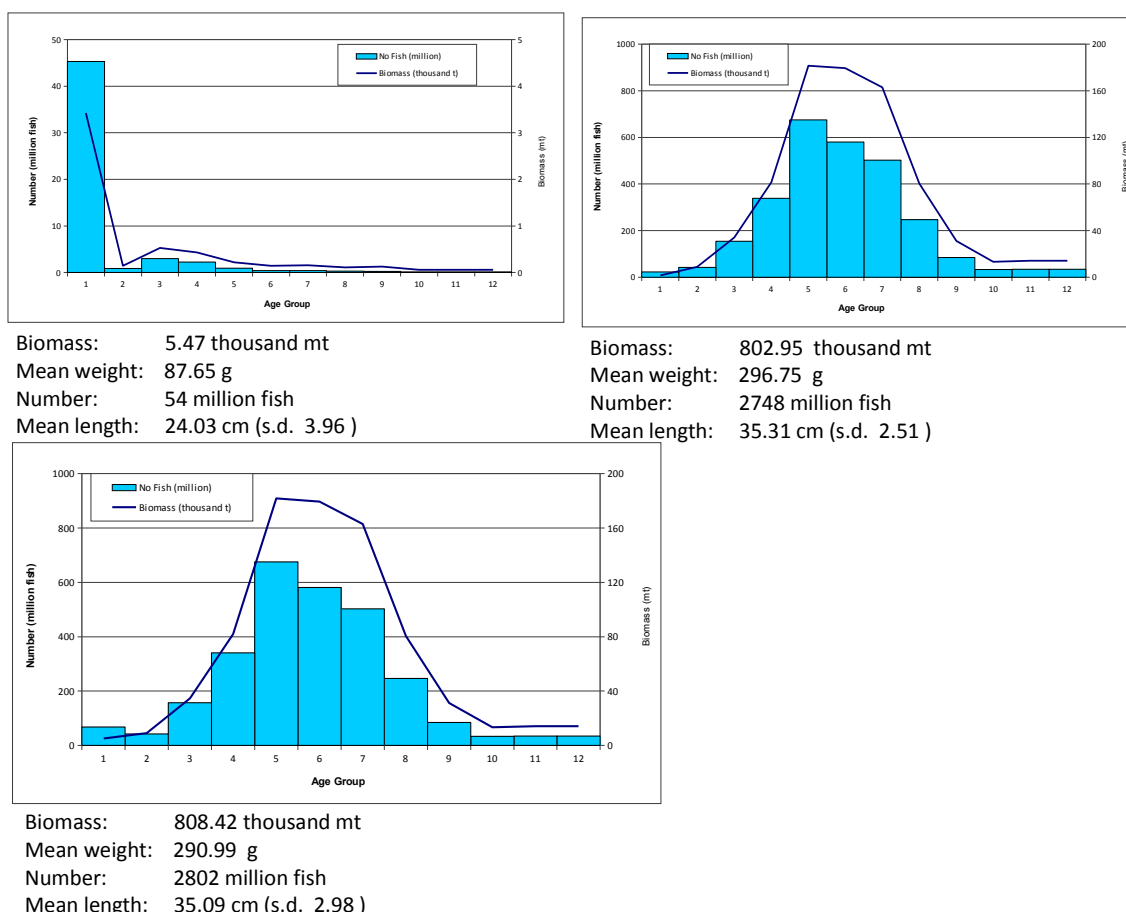 50
40
30
20
10
0
5
4
3
2
1
0
Number (million fish)
Biomass (mt)
No Fish (million)
Biomass (thousand t)
1 2 3 4 5 6 7 8 9 10 11 12
Age Group
Biomass: 5.47 thousand mt
Mean weight: 87.65 g
Number: 54 million fish
Mean length: 24.03 cm (s.d. 3.96 )
1000
800
600
400
200
0
200
160
120
80
40
0
Number (million fish)
Biomass (mt)
No Fish (million)
Biomass (thousand t)
1 2 3 4 5 6 7 8 9 10 11 12
Age Group
Biomass: 802.95 thousand mt
Mean weight: 296.75 g
Number: 2748 million fish
Mean length: 35.31 cm (s.d. 2.51 )
1000
800
600
400
200
0
200
160
120
80
40
0
Number (million fish)
Biomass (mt)
No Fish (million)
Biomass (thousand t)
1 2 3 4 5 6 7 8 9 10 11 12
Age Group
Biomass: 808.42 thousand mt
Mean weight: 290.99 g
Number: 2802 million fish
Mean length: 35.09 cm (s.d. 2.98 )